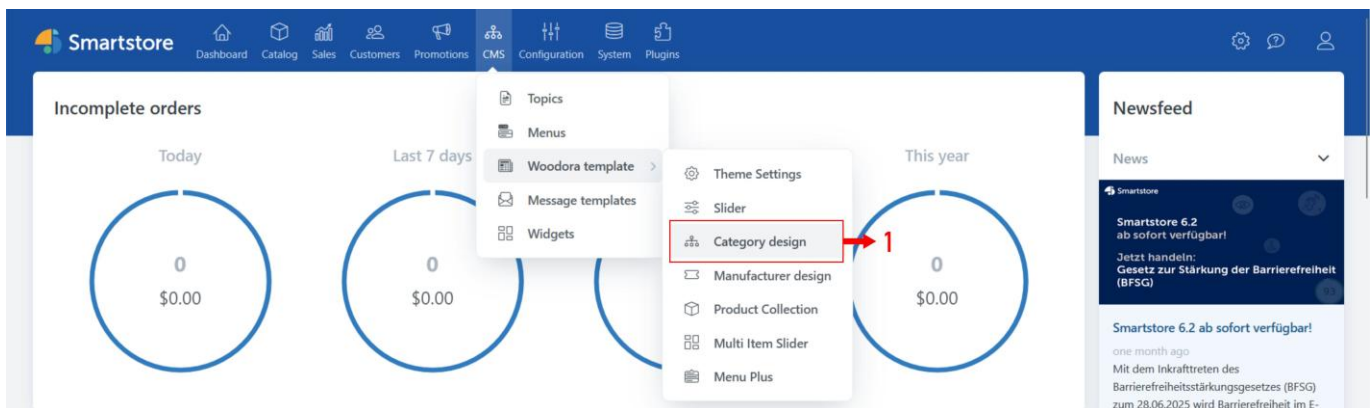 Smartstore
Dashboard
Catalog
Sales
Customers
Promotions
CMS
Configuration
System
Plugins
Incomplete orders
Today
0
$0.00
Last 7 days
0
$0.00
This year
0
$0.00
Topics
Menus
Woodora template
Message templates
Widgets
Theme Settings
Slider
Category design
1
Manufacturer design
Product Collection
Multi Item Slider
Menu Plus
Newsfeed
News
Smartstore
Smartstore 6.2
ab sofort verfügbar!
Jetzt handeln:
Gesetz zur Stärkung der Barrierefreiheit
(BFSG)
93
Smartstore 6.2 ab sofort verfügbar!
one month ago
Mit dem Inkrafttreten des
Barrierefreiheitsstärkungsgesetzes (BFSG)
zum 28.06.2025 wird Barrierefreiheit im E-